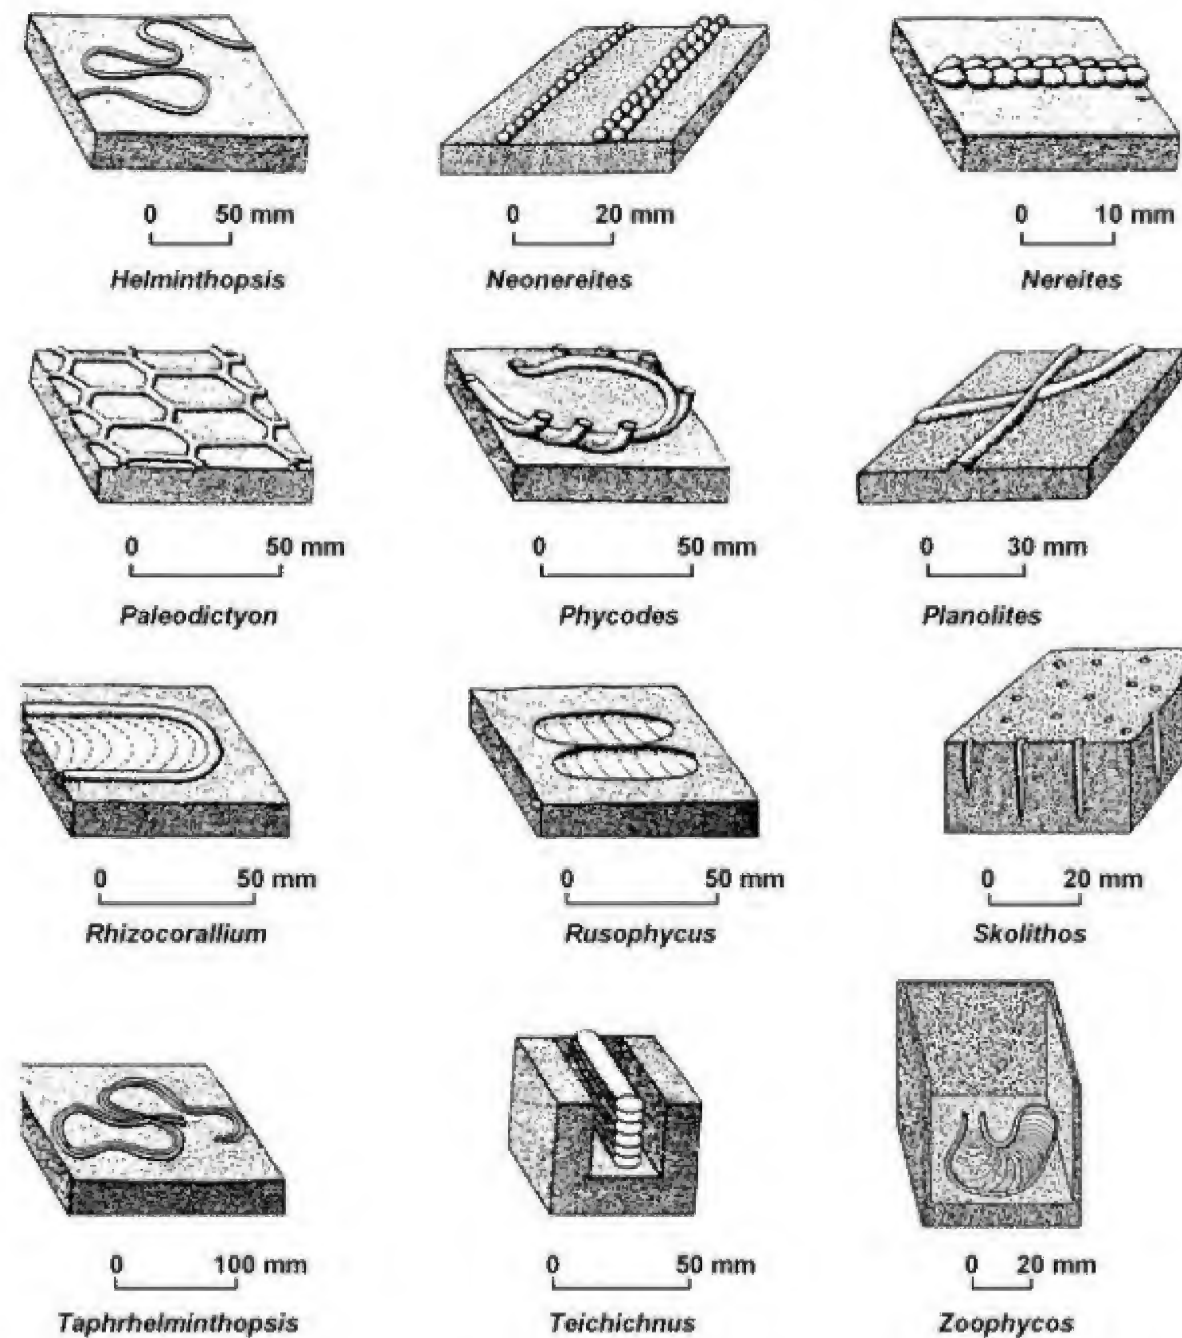 0 50 mm
0 20 mm
0 10 mm
Helminthopsis
Neonereites
Nereites
0 50 mm
0 50 mm
0 30 mm
Paleodictyon
Phycodes
Planolites
0 50 mm
0 50 mm
0 20 mm
Rhizocorallium
Rusophycus
Skolithos
0 100 mm
0 50 mm
0 20 mm
Taphrhelminthopsis
Teichichnus
Zoophycos